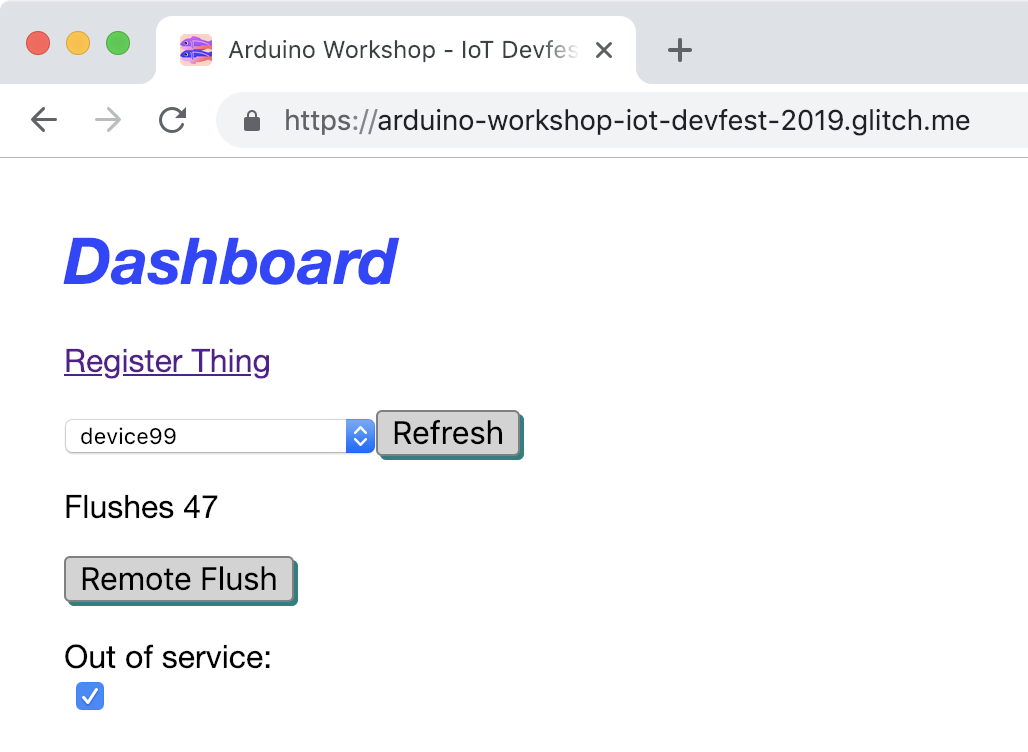 Arduino Workshop - IoT Devfes
https://arduino-workshop-iot-devfest-2019.glitch.me
Dashboard
Register Thing
device99 Refresh
Flushes 47
Remote Flush
Out of service: